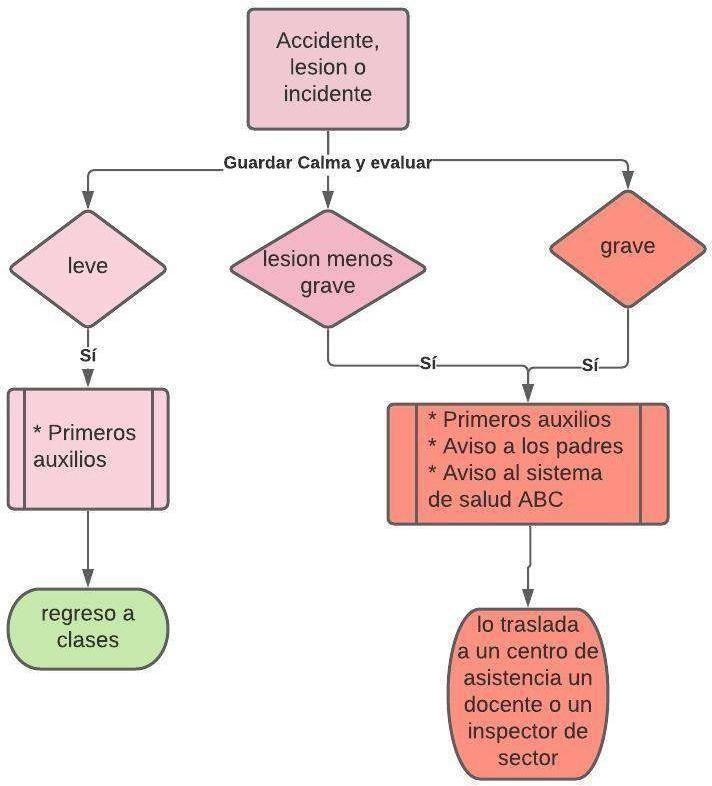 Accidente,
lesion o
incidente
Guardar Calma y evaluar
leve
lesion menos
grave
grave
Sí
Sí
Sí
* Primeros
auxilios
* Primeros auxilios
* Aviso a los padres
* Aviso al sistema
de salud ABC
regreso a
clases
lo traslada
a un centro de
asistencia un
docente o un
inspector de
sector